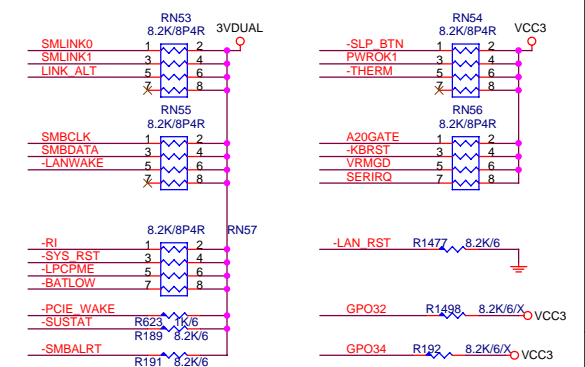 RN53
8.2K/8P4R 3VDUAL
SMLINK0 1 2
SMLINK1 3 4
LINK_ALT 5 6
7 8
RN55
8.2K/8P4R
SMBCLK 1 2
SMBDATA 3 4
-LANWAKE 5 6
7 8
8.2K/8P4R RN57
-RI 1 2
-SYS_RST 3 4
-LPCPME 5 6
-BATLOW 7 8
-PCIE_WAKE
-SUSTAT R623 1K/6
R189 8.2K/6
-SMBALRT
R191 8.2K/6
RN54
8.2K/8P4R VCC3
-SLP_BTN 1 2
PWROK1 3 4
-THERM 5 6
7 8
RN56
8.2K/8P4R
A20GATE 1 2
-KBRST 3 4
VRMGD 5 6
SERIRQ 7 8
-LAN_RST R1477 8.2K/6
GPO32 R1498 8.2K/6/X VCC3
GPO34 R192 8.2K/6/X VCC3